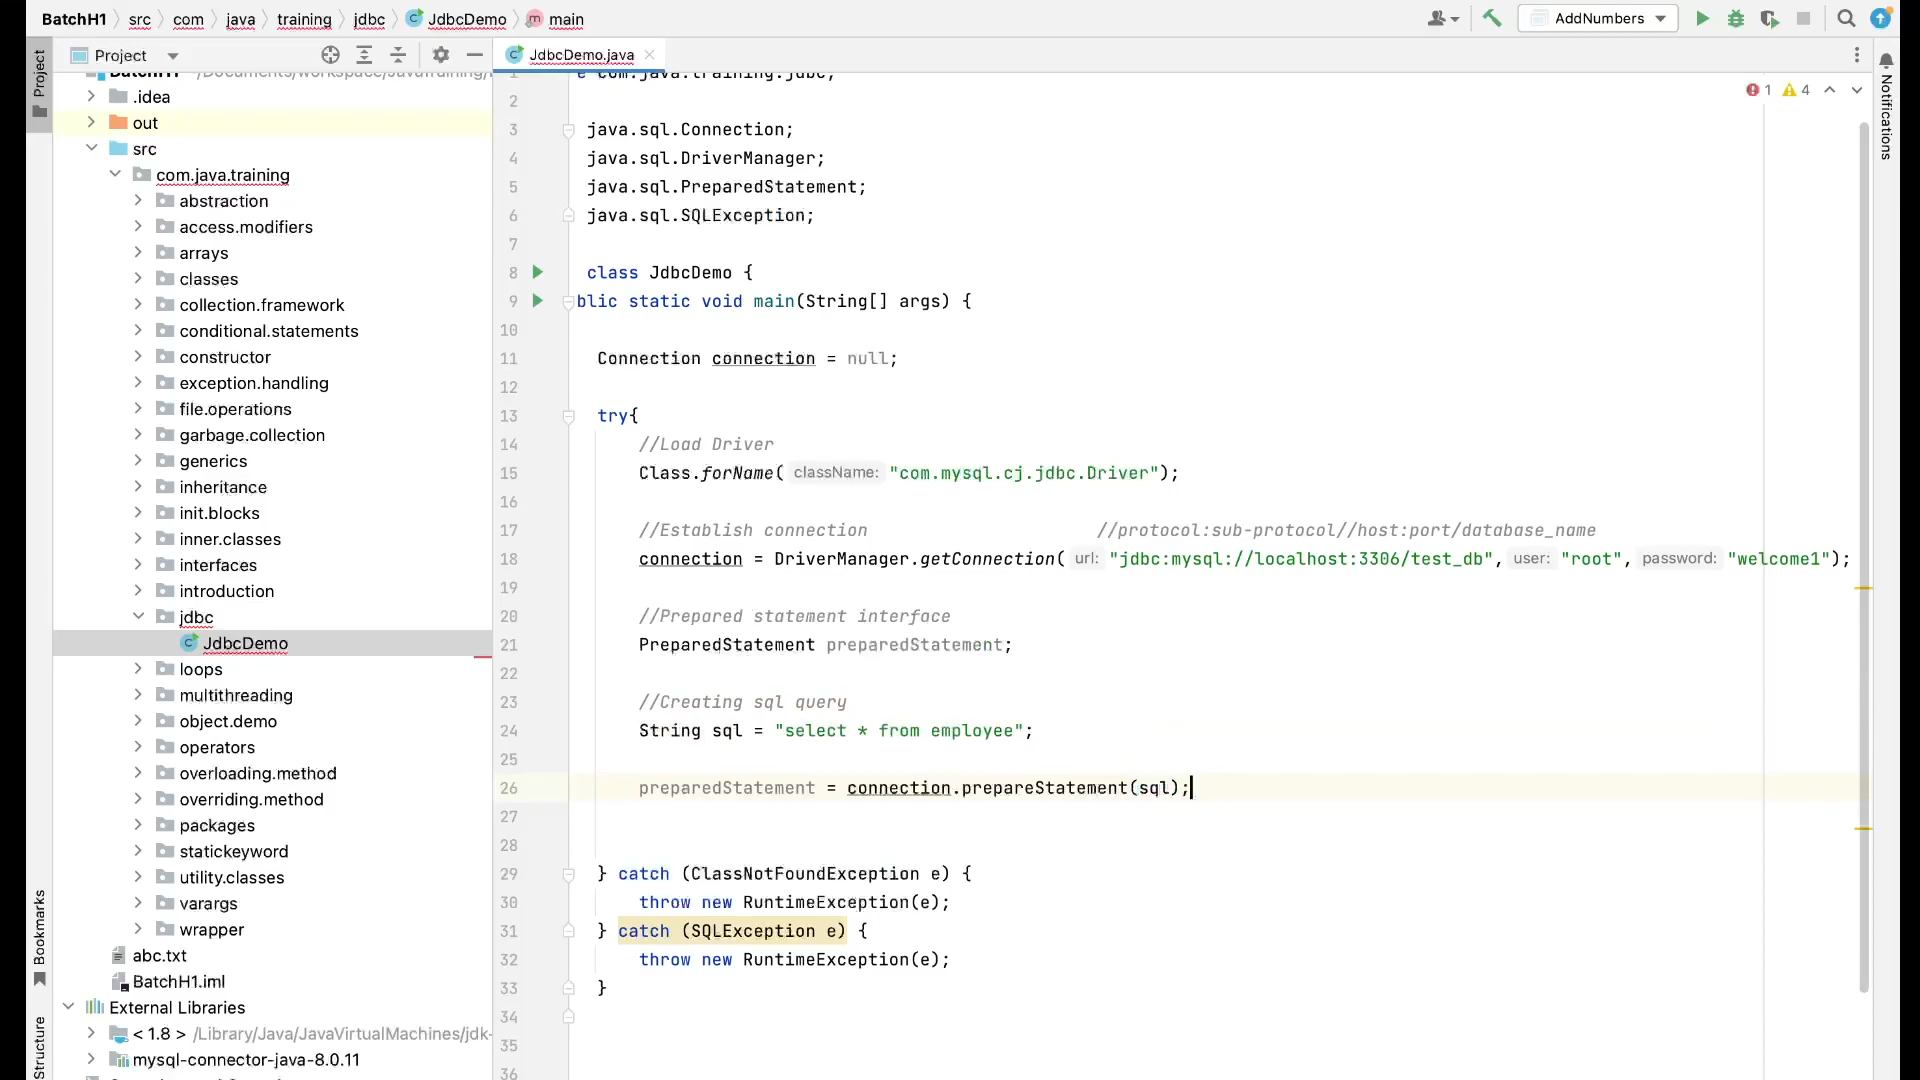 BatchH1 src com java training jdbc JdbcDemo main AddNumbers
Project JdbcDemo.java
Project
.idea
out
src
com.java.training
abstraction
access.modifiers
arrays
classes
collection.framework
conditional.statements
constructor
exception.handling
file.operations
garbage.collection
generics
inheritance
init.blocks
inner.classes
interfaces
introduction
jdbc
JdbcDemo
loops
multithreading
object.demo
operators
overloading.method
overriding.method
packages
statickeyword
utility.classes
varargs
wrapper
abc.txt
BatchH1.iml
External Libraries
< 1.8 > /Library/Java/JavaVirtualMachines/jdk-
mysql-connector-java-8.0.11
Bookmarks
Structure
1 4
Notifications
1 e com.java.training.jdbc;
2
3 java.sql.Connection;
4 java.sql.DriverManager;
5 java.sql.PreparedStatement;
6 java.sql.SQLException;
7
8 class JdbcDemo {
9 blic static void main(String[] args) {
10
11 Connection connection = null;
12
13 try{
14 //Load Driver
15 Class.forName( className: "com.mysql.cj.jdbc.Driver");
16
17 //Establish connection //protocol:sub-protocol//host:port/database_name
18 connection = DriverManager.getConnection( url: "jdbc:mysql://localhost:3306/test_db", user: "root", password: "welcome1");
19
20 //Prepared statement interface
21 PreparedStatement preparedStatement;
22
23 //Creating sql query
24 String sql = "select * from employee";
25
26 preparedStatement = connection.prepareStatement(sql);
27
28
29 } catch (ClassNotFoundException e) {
30 throw new RuntimeException(e);
31 } catch (SQLException e) {
32 throw new RuntimeException(e);
33 }
34
35
36